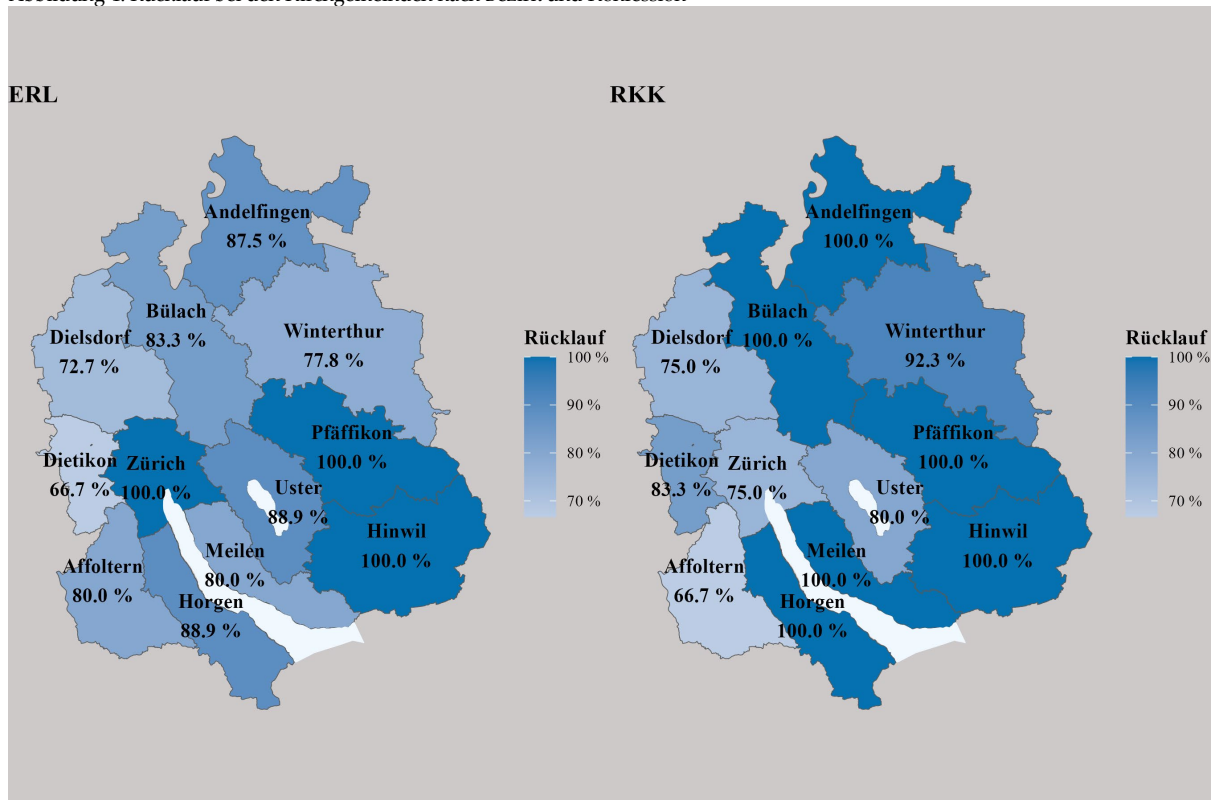 ERL
Andelfingen
87.5 %
Bülach
83.3 %
Dielsdorf
72.7 %
Winterthur
77.8 %
Pfäffikon
100.0 %
Dietikon
66.7 %
Zürich
100.0 %
Uster
88.9 %
Hinwil
100.0 %
Meilen
80.0 %
Affoltern
80.0 %
Horgen
88.9 %
Rücklauf
100 %
90 %
80 %
70 %
RKK
Andelfingen
100.0 %
Bülach
100.0 %
Dielsdorf
75.0 %
Winterthur
92.3 %
Pfäffikon
100.0 %
Dietikon
83.3 %
Zürich
75.0 %
Uster
80.0 %
Hinwil
100.0 %
Meilen
100.0 %
Affoltern
66.7 %
Horgen
100.0 %
Rücklauf
100 %
90 %
80 %
70 %